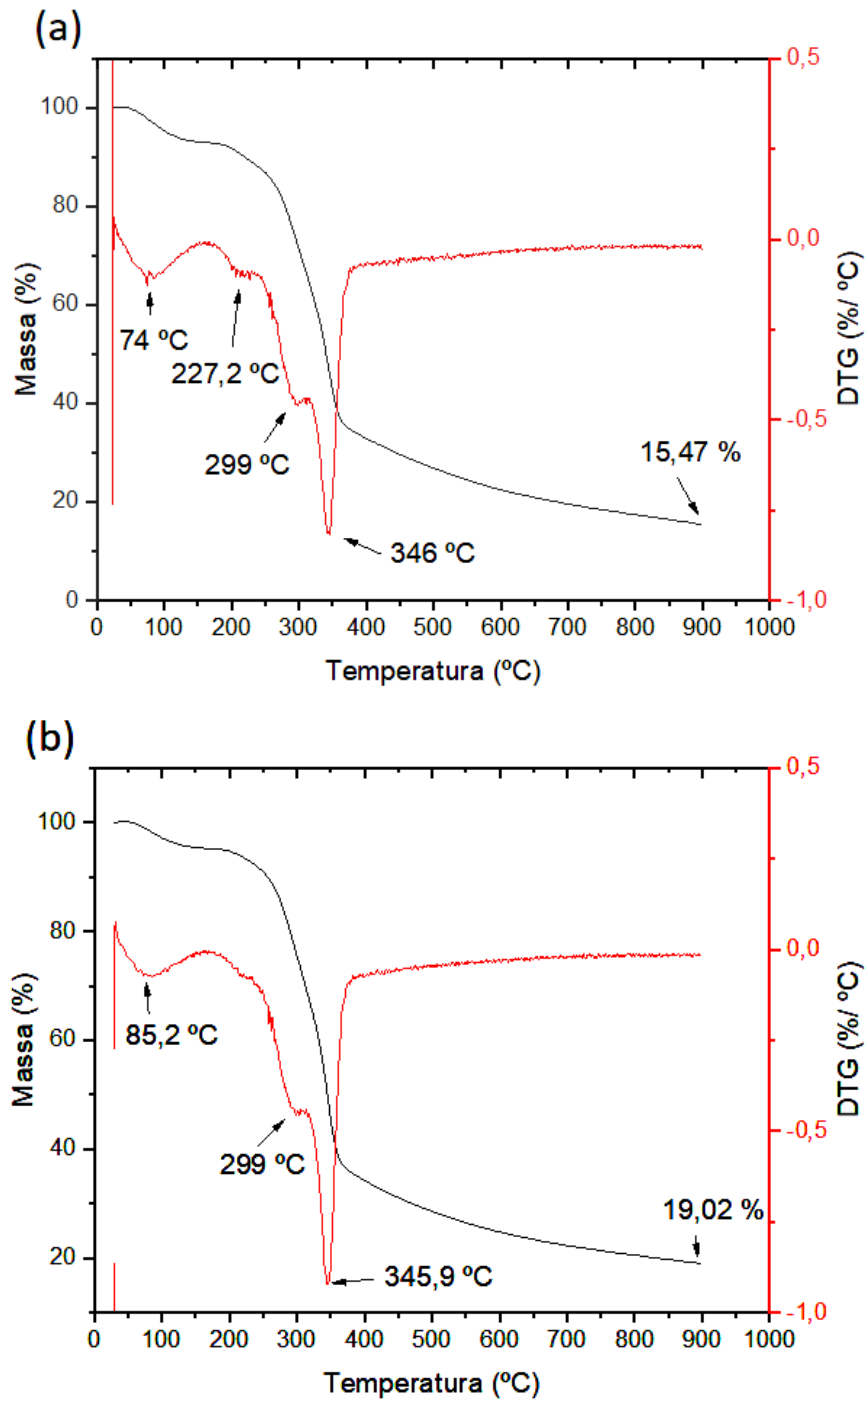 (a)
0,5
100
80
0,0
60
74 ºC
227,2 ºC
Massa (%)
DTG (%/ ºC)
40
-0,5
299 ºC
15,47 %
20
346 ºC
0
-1,0
0 100 200 300 400 500 600 700 800 900 1000
Temperatura (ºC)
(b)
0,5
100
80
0,0
85,2 ºC
60
Massa (%)
DTG (%/ ºC)
-0,5
40
299 ºC
19,02 %
20
345,9 ºC
-1,0
0 100 200 300 400 500 600 700 800 900 1000
Temperatura (ºC)